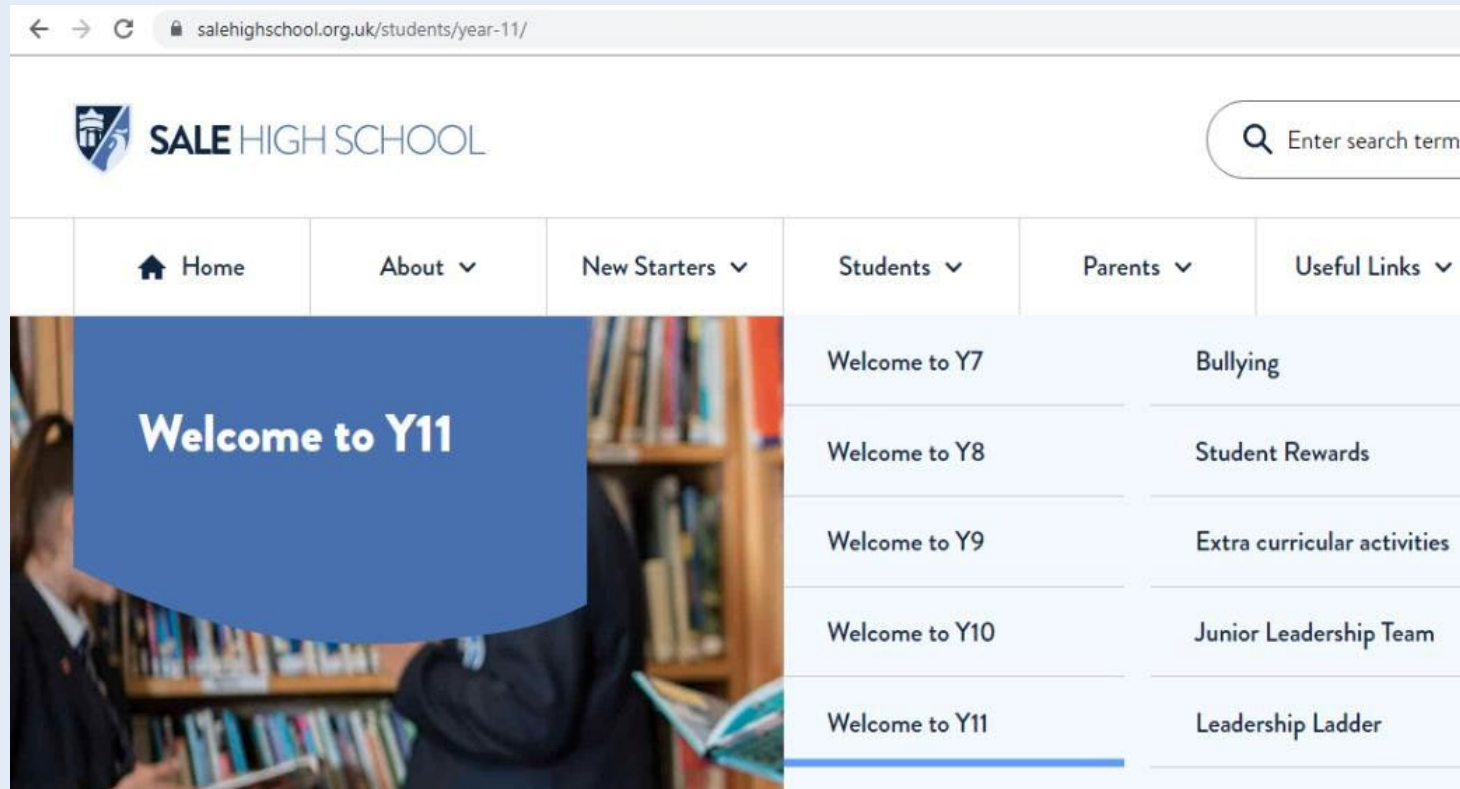 salehighschool.org.uk/students/year-11/
SALE HIGH SCHOOL
Enter search term
Home
About
New Starters
Students
Parents
Useful Links
Welcome to Y11
Welcome to Y7
Bullying
Welcome to Y8
Student Rewards
Welcome to Y9
Extra curricular activities
Welcome to Y10
Junior Leadership Team
Welcome to Y11
Leadership Ladder